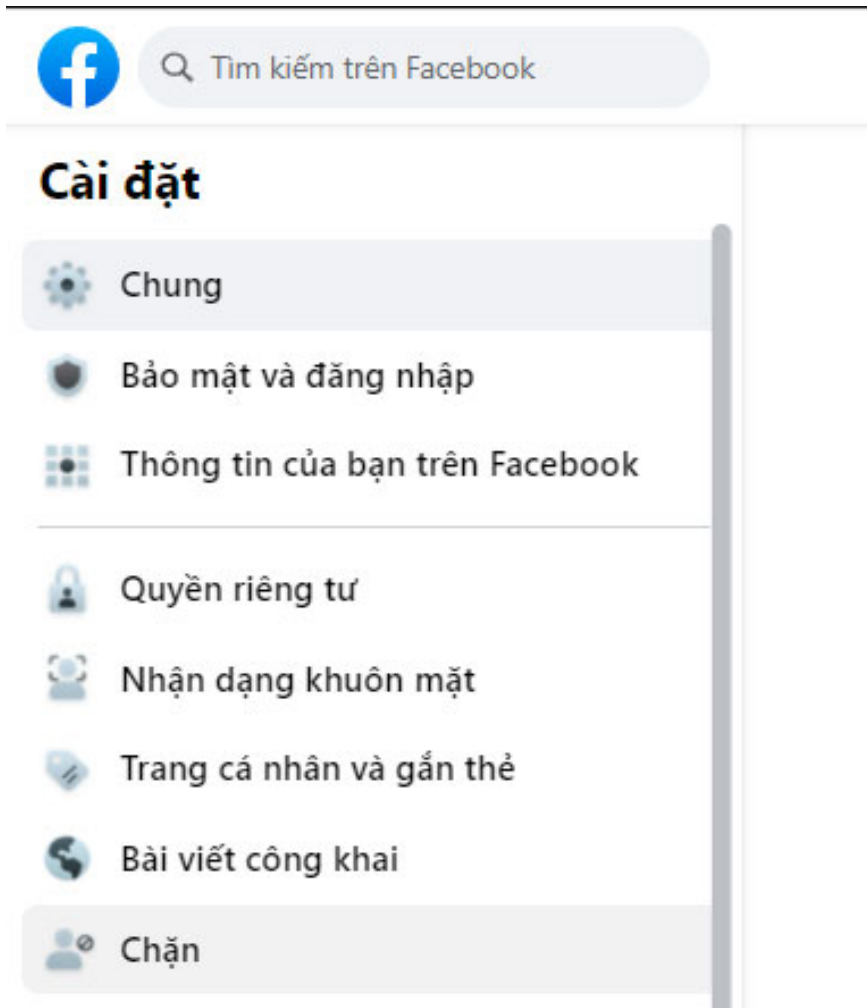 Tìm kiếm trên Facebook
Cài đặt
Chung
Bảo mật và đăng nhập
Thông tin của bạn trên Facebook
Quyền riêng tư
Nhận dạng khuôn mặt
Trang cá nhân và gắn thẻ
Bài viết công khai
Chặn